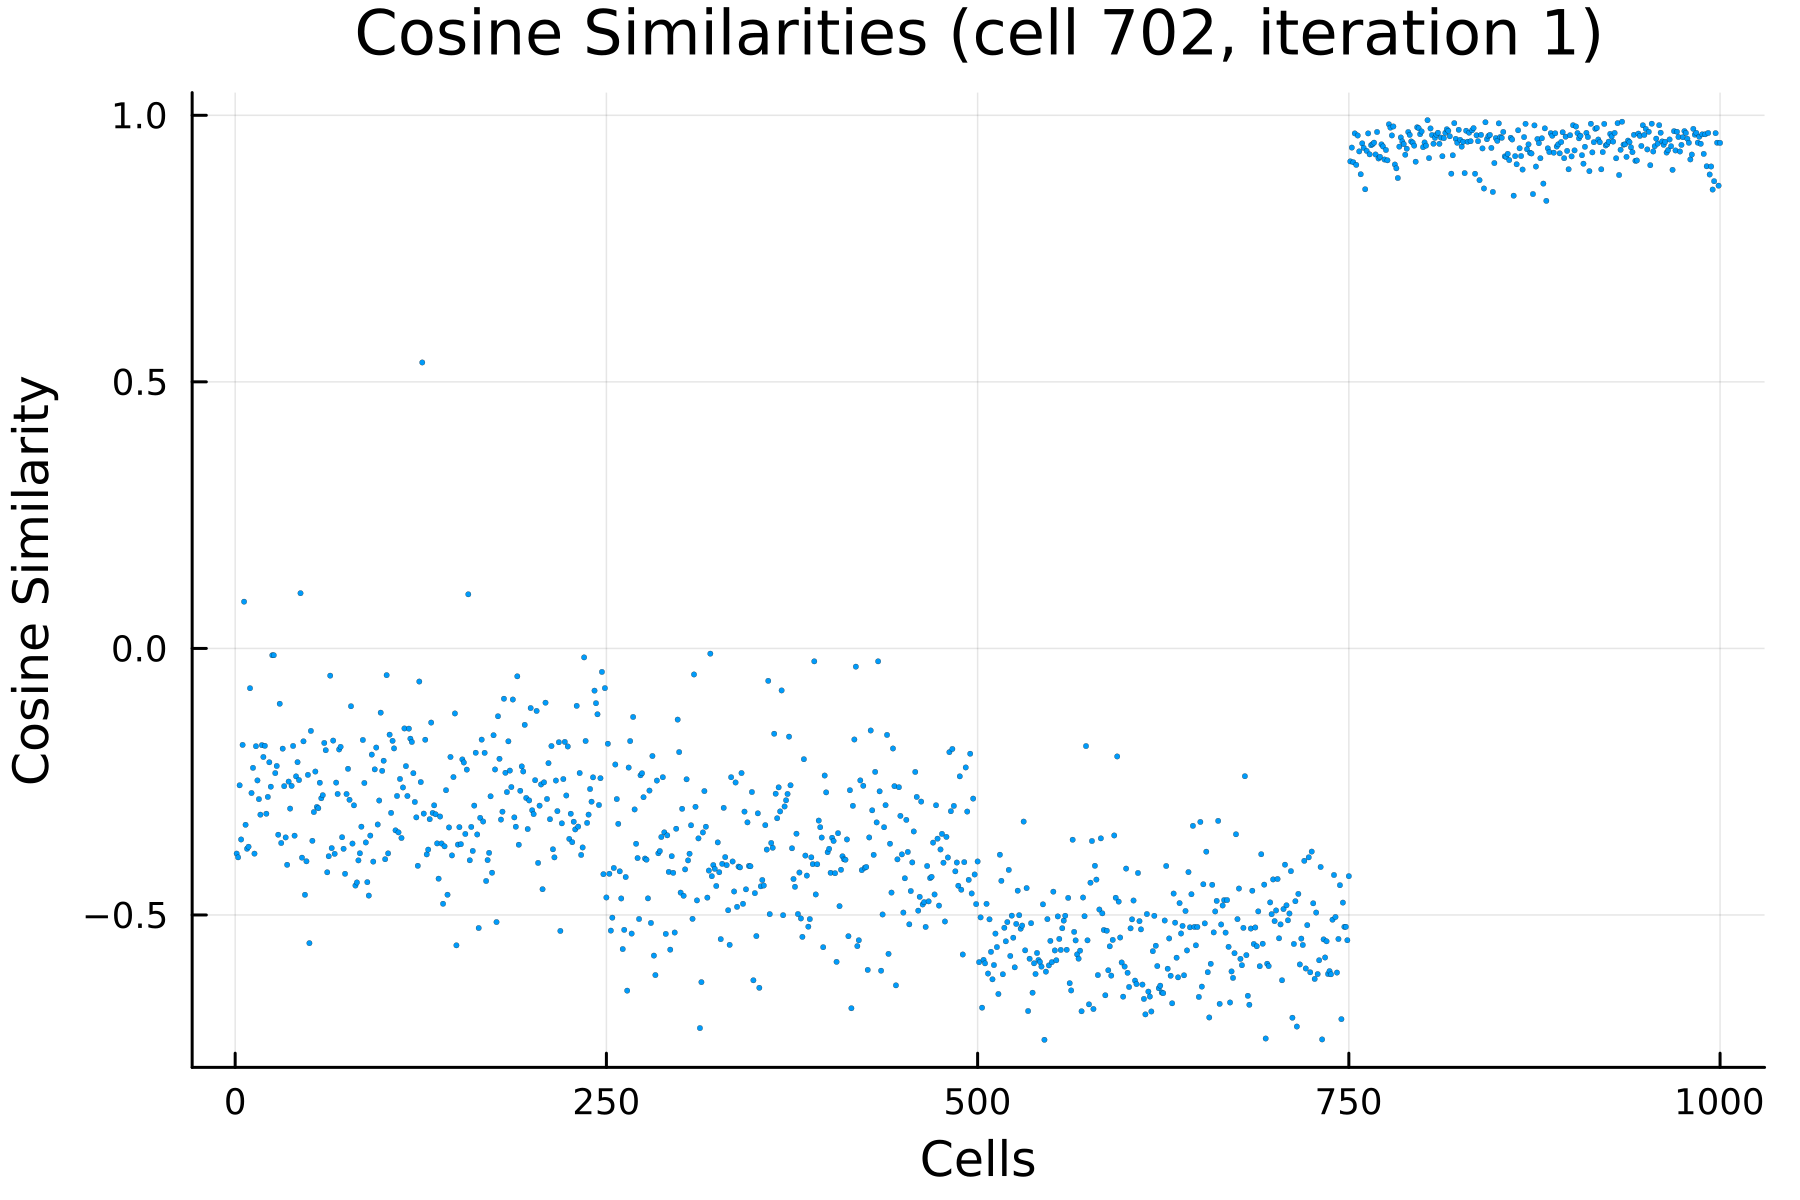 Cosine Similarities (cell 702, iteration 1)
1.0
0.5
0.0
−0.5
Cosine Similarity
0 250 500 750 1000
Cells